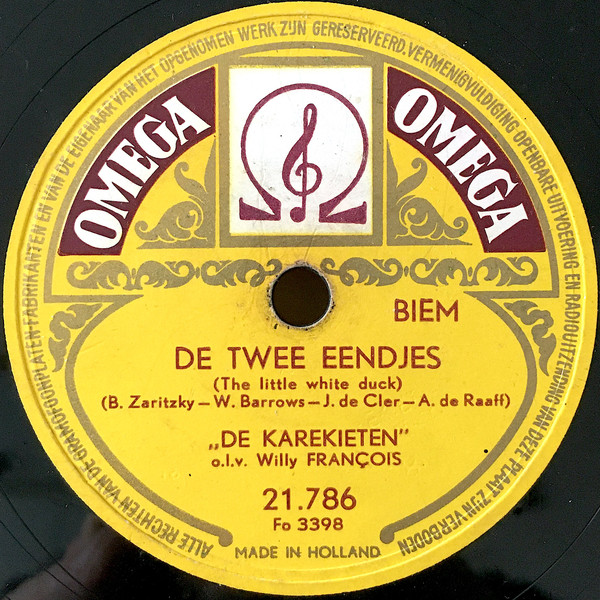 ALLE RECHTEN VAN DE GRAMOFOONPLATEN-FABRIKANTEN EN VAN DE EIGENAAR VAN HET OPGENOMEN WERK ZIJN GERESERVEERD. VERMENIGVULDIGING OPENBARE UITVOERING EN RADIOUITZENDING VAN DEZE PLAAT ZIJN VERBODEN
OMEGA
OMEGA
BIEM
DE TWEE EENDJES
(The little white duck)
(B. Zaritzky – W. Barrows – J. de Cler – A. de Raaff)
„DE KAREKIETEN”
o.l.v. Willy FRANÇOIS
21.786
Fo 3398
MADE IN HOLLAND